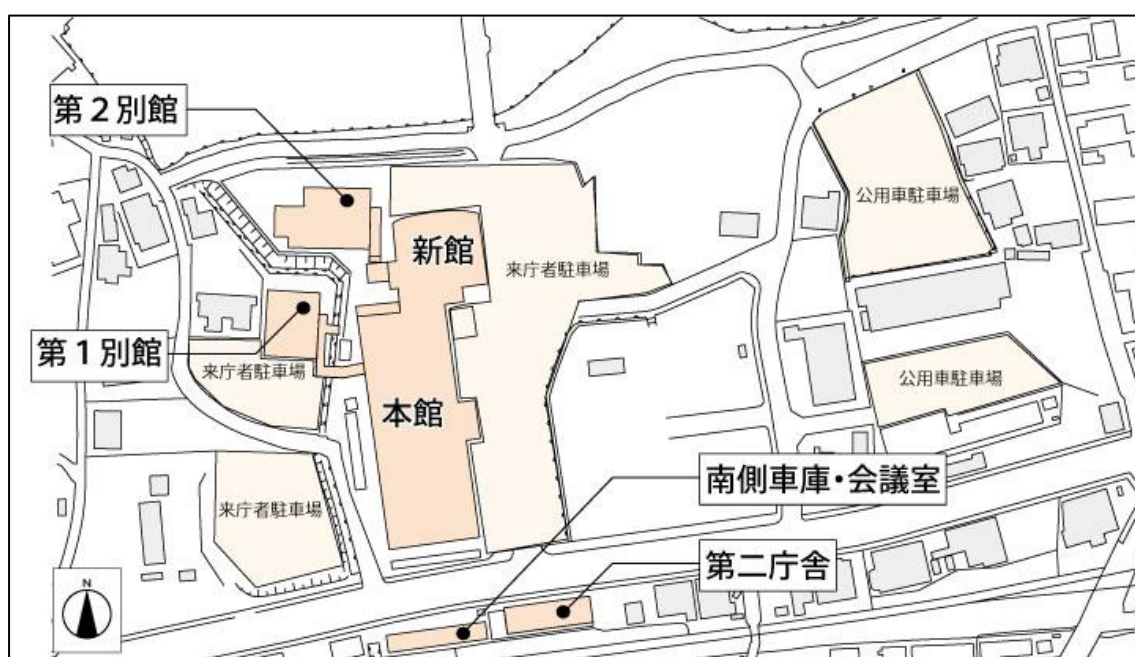 第２別館
新館
公用車駐車場
来庁者駐車場
第１別館
来庁者駐車場
公用車駐車場
本館
南側車庫・会議室
来庁者駐車場
第二庁舎
N